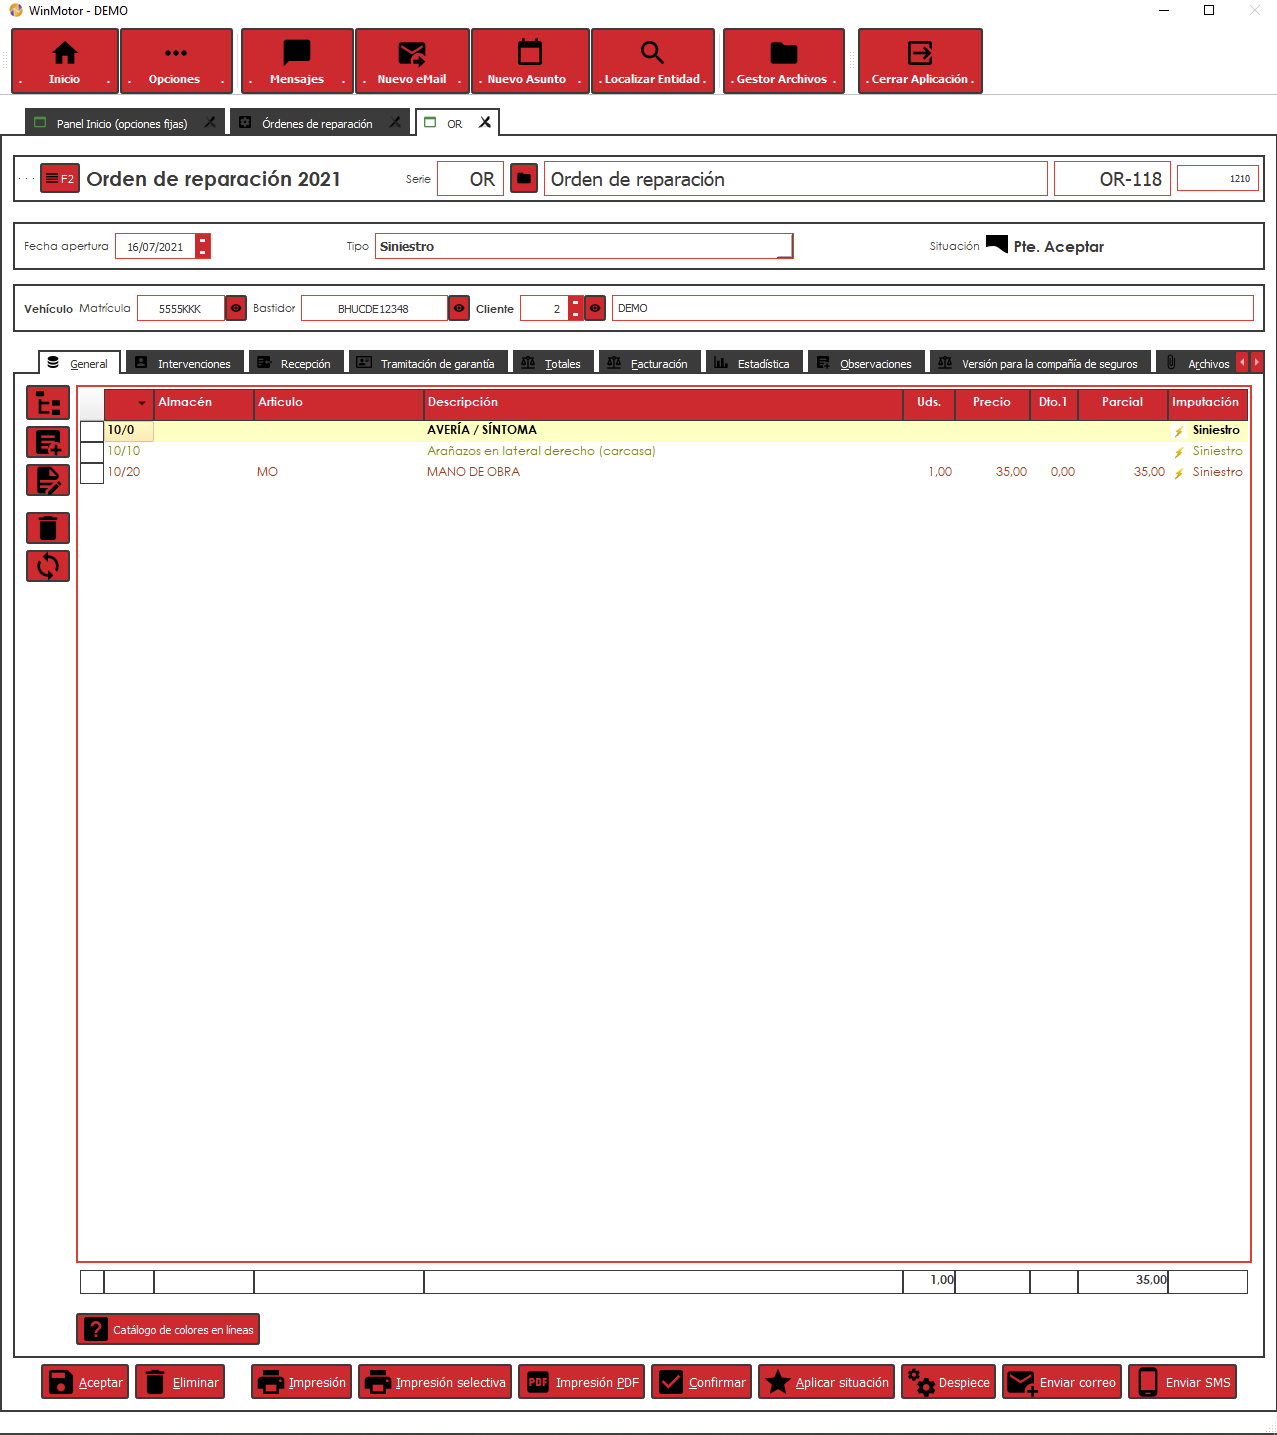 WinMotor - DEMO
Inicio
Opciones
Mensajes
Nuevo eMail
Nuevo Asunto
Localizar Entidad
Gestor Archivos
Cerrar Aplicación
Panel Inicio (opciones fijas)
Órdenes de reparación
OR
F2 Orden de reparación 2021 Serie OR Orden de reparación OR-118 1210
Fecha apertura 16/07/2021 Tipo Siniestro Situación Pte. Aceptar
Vehículo Matrícula 5555KKK Bastidor BHUCDE12348 Cliente 2 DEMO
General Intervenciones Recepción Tramitación de garantía Totales Facturación Estadística Observaciones Versión para la compañía de seguros Archivos
Almacén Articulo Descripción Uds. Precio Dto.1 Parcial Imputación
10/0 AVERÍA / SÍNTOMA Siniestro
10/10 Arañazos en lateral derecho (carcasa) Siniestro
10/20 MO MANO DE OBRA 1,00 35,00 0,00 35,00 Siniestro
1,00 35,00
? Catálogo de colores en líneas
Aceptar Eliminar Impresión Impresión selectiva PDF Impresión PDF Confirmar Aplicar situación Despiece Enviar correo Enviar SMS